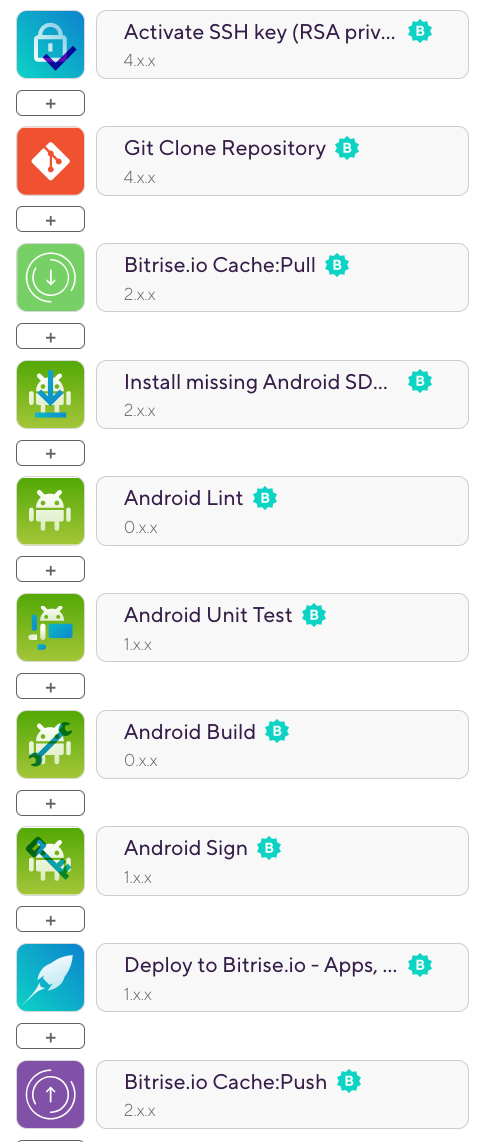 Activate SSH key (RSA priv...
B
4.x.x
+
Git Clone Repository
B
4.x.x
+
Bitrise.io Cache:Pull
B
2.x.x
+
Install missing Android SD...
B
2.x.x
+
Android Lint
B
0.x.x
+
Android Unit Test
B
1.x.x
+
Android Build
B
0.x.x
+
Android Sign
B
1.x.x
+
Deploy to Bitrise.io - Apps, ...
B
1.x.x
+
Bitrise.io Cache:Push
B
2.x.x